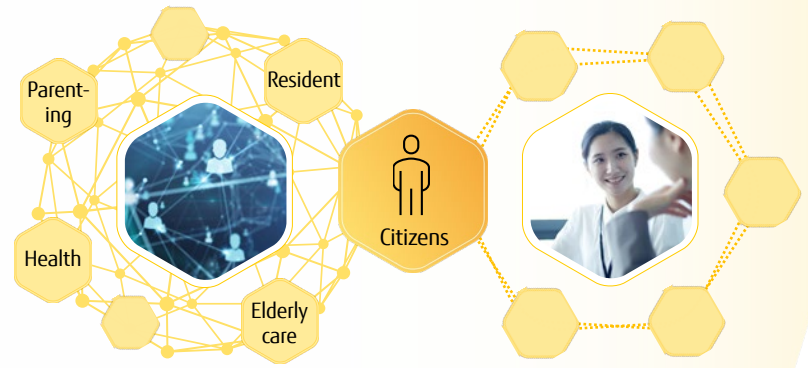 Resident
Parent-
ing
Citizens
Health
Elderly
care